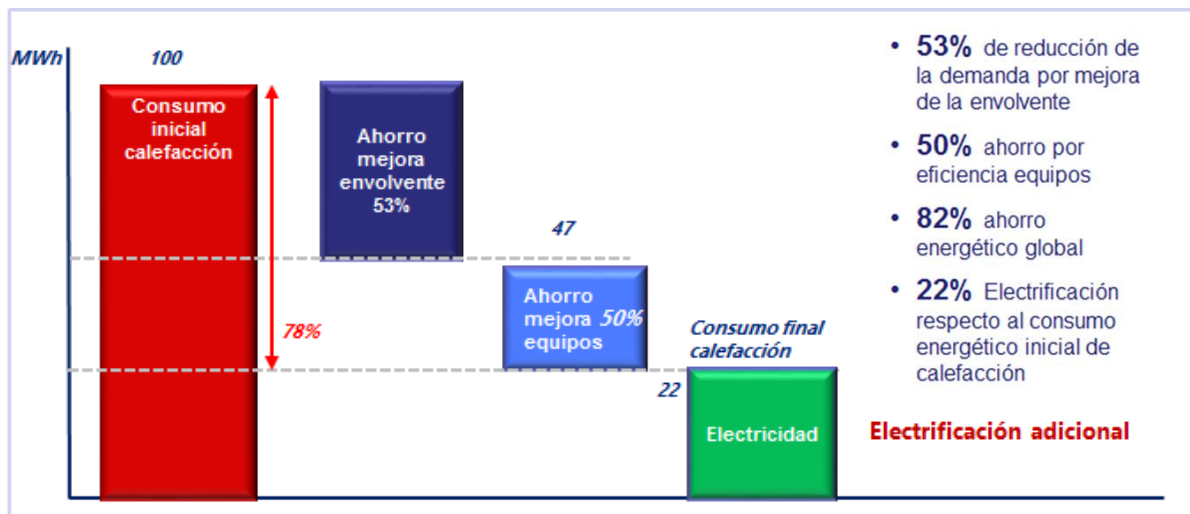 MWh
100
Consumo
inicial
calefacción
78%
Ahorro
mejora
envolvente
53%
47
Ahorro
mejora 50%
equipos
Consumo final
calefacción
22
Electricidad
• 53% de reducción de
la demanda por mejora
de la envolvente
• 50% ahorro por
eficiencia equipos
• 82% ahorro
energético global
• 22% Electrificación
respecto al consumo
energético inicial de
calefacción
Electrificación adicional